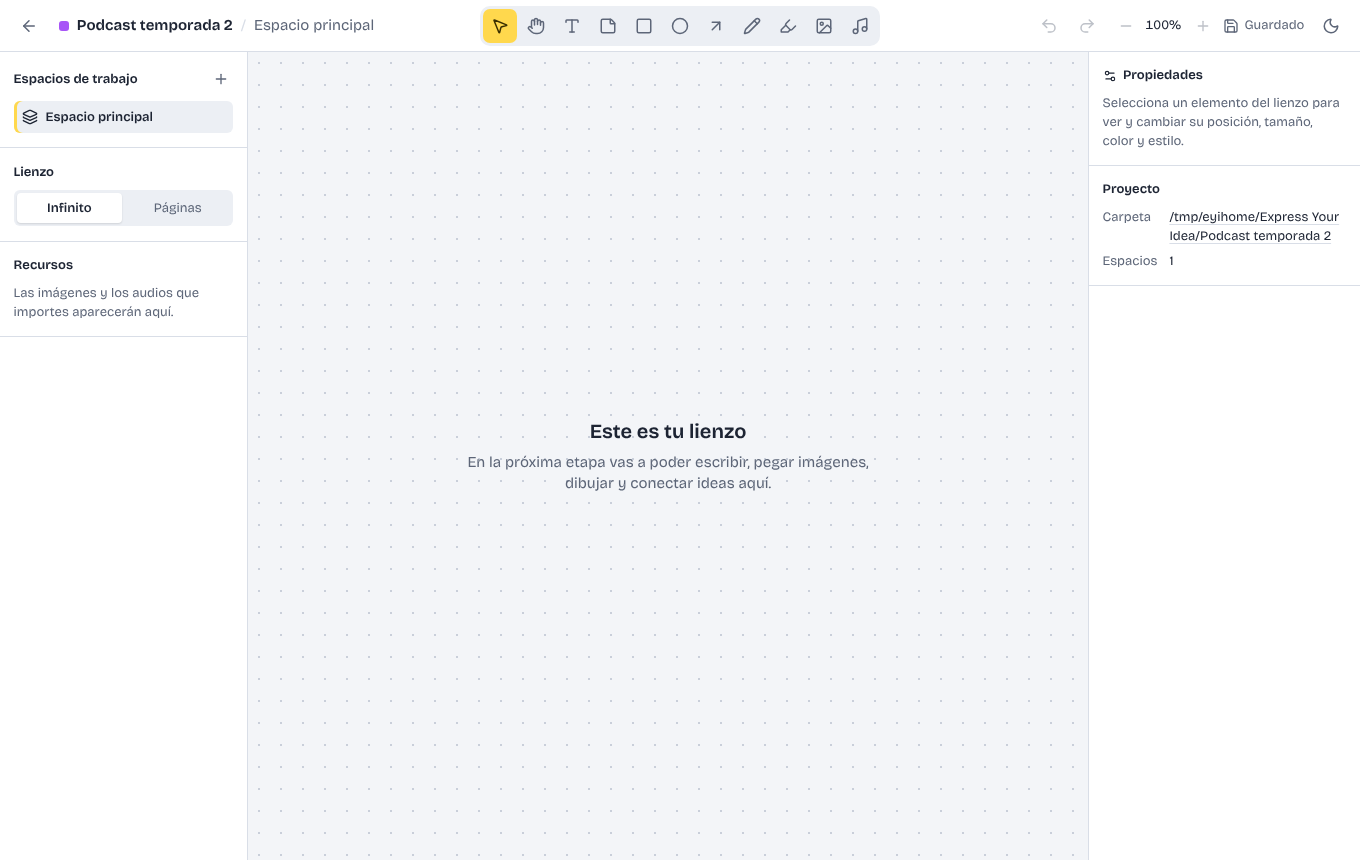 Podcast temporada 2 / Espacio principal
100%
Guardado
Espacios de trabajo
Espacio principal
Lienzo
Infinito
Páginas
Recursos
Las imágenes y los audios que
importes aparecerán aquí.
Este es tu lienzo
En la próxima etapa vas a poder escribir, pegar imágenes,
dibujar y conectar ideas aquí.
Propiedades
Selecciona un elemento del lienzo para
ver y cambiar su posición, tamaño,
color y estilo.
Proyecto
Carpeta /tmp/eyihome/Express Your
Idea/Podcast temporada 2
Espacios 1